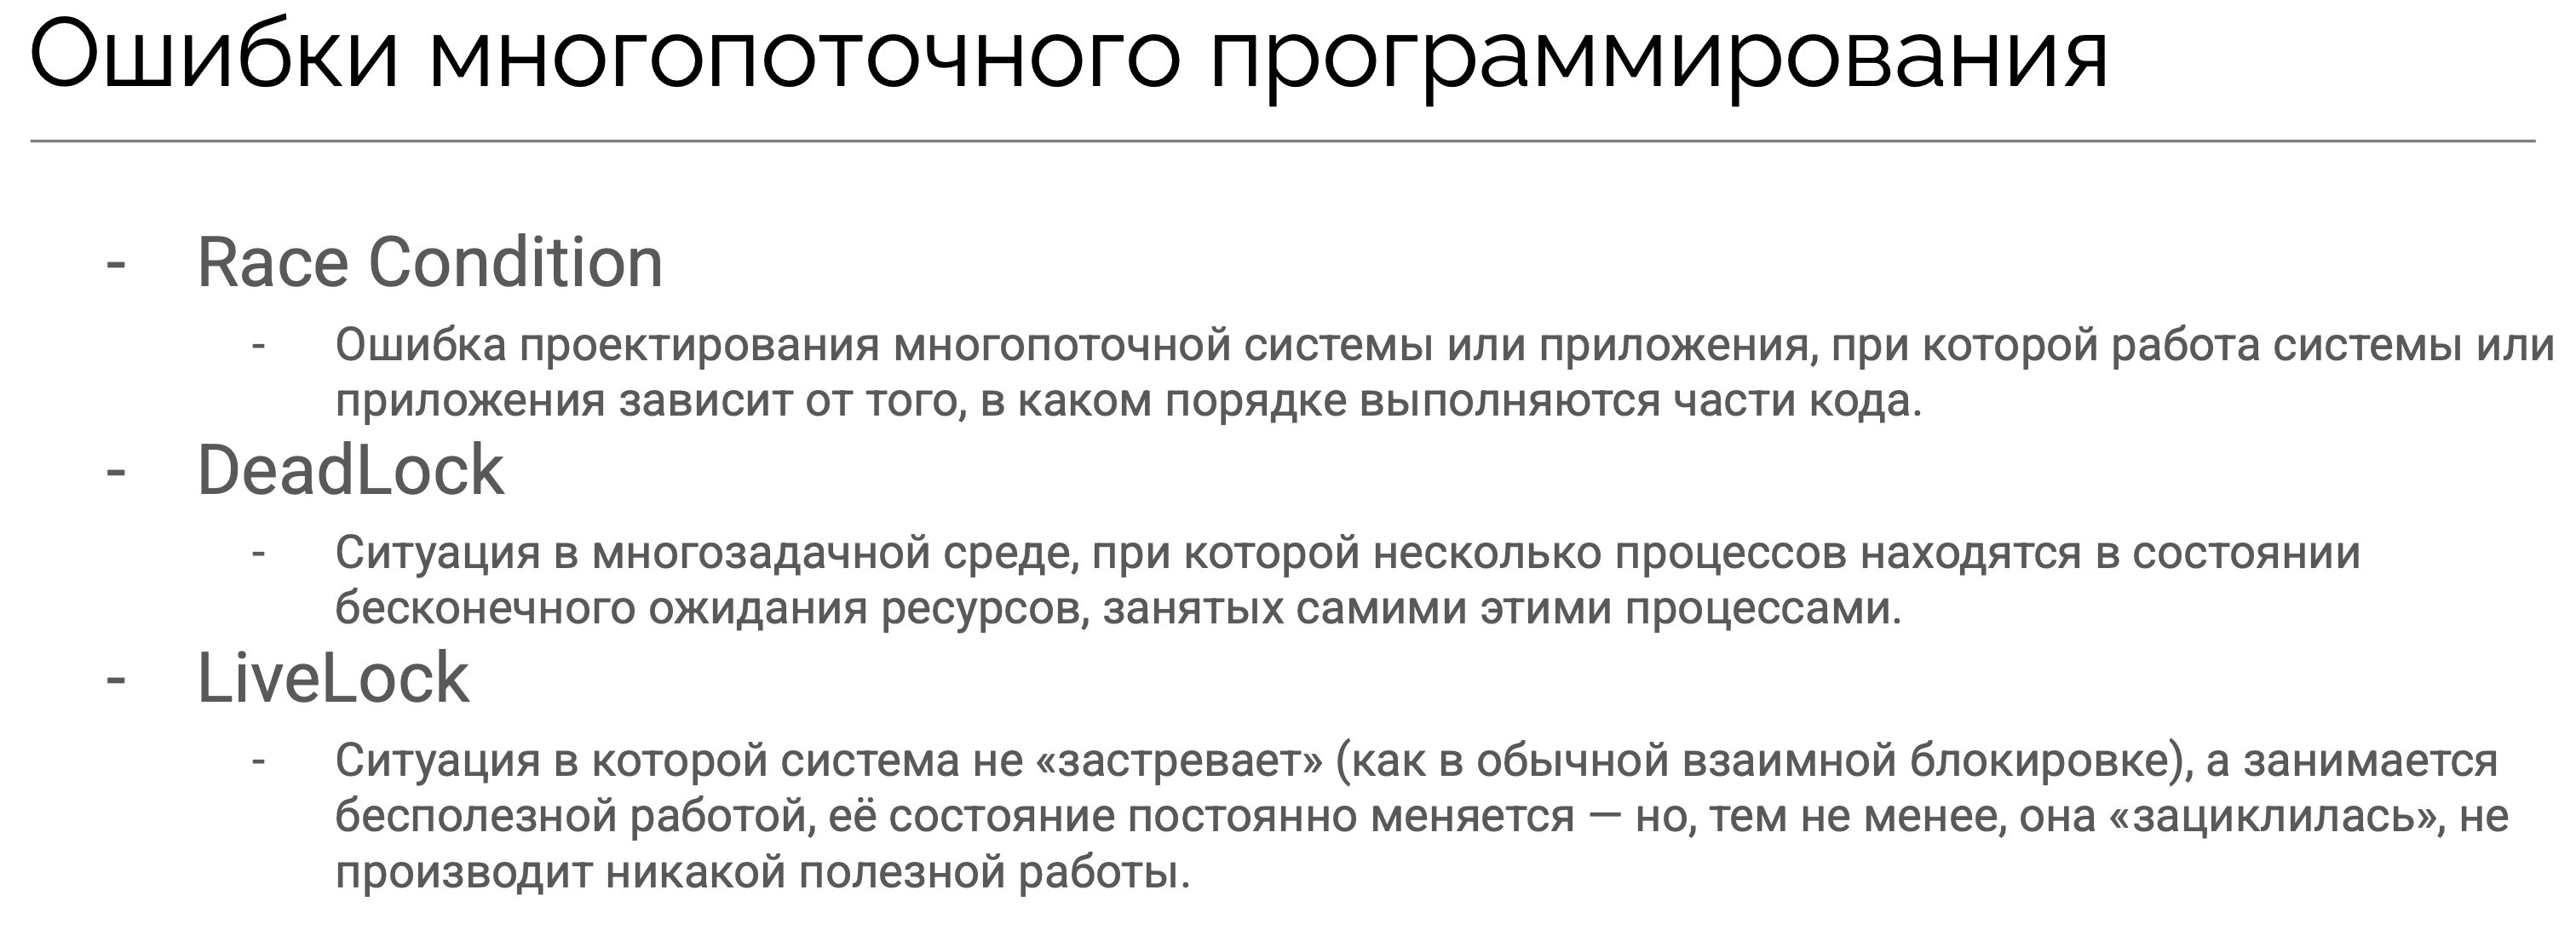 Ошибки многопоточного программирования
- Race Condition
- Ошибка проектирования многопоточной системы или приложения, при которой работа системы или
приложения зависит от того, в каком порядке выполняются части кода.
- DeadLock
- Ситуация в многозадачной среде, при которой несколько процессов находятся в состоянии
бесконечного ожидания ресурсов, занятых самими этими процессами.
- LiveLock
- Ситуация в которой система не «застревает» (как в обычной взаимной блокировке), а занимается
бесполезной работой, её состояние постоянно меняется — но, тем не менее, она «зациклилась», не
производит никакой полезной работы.